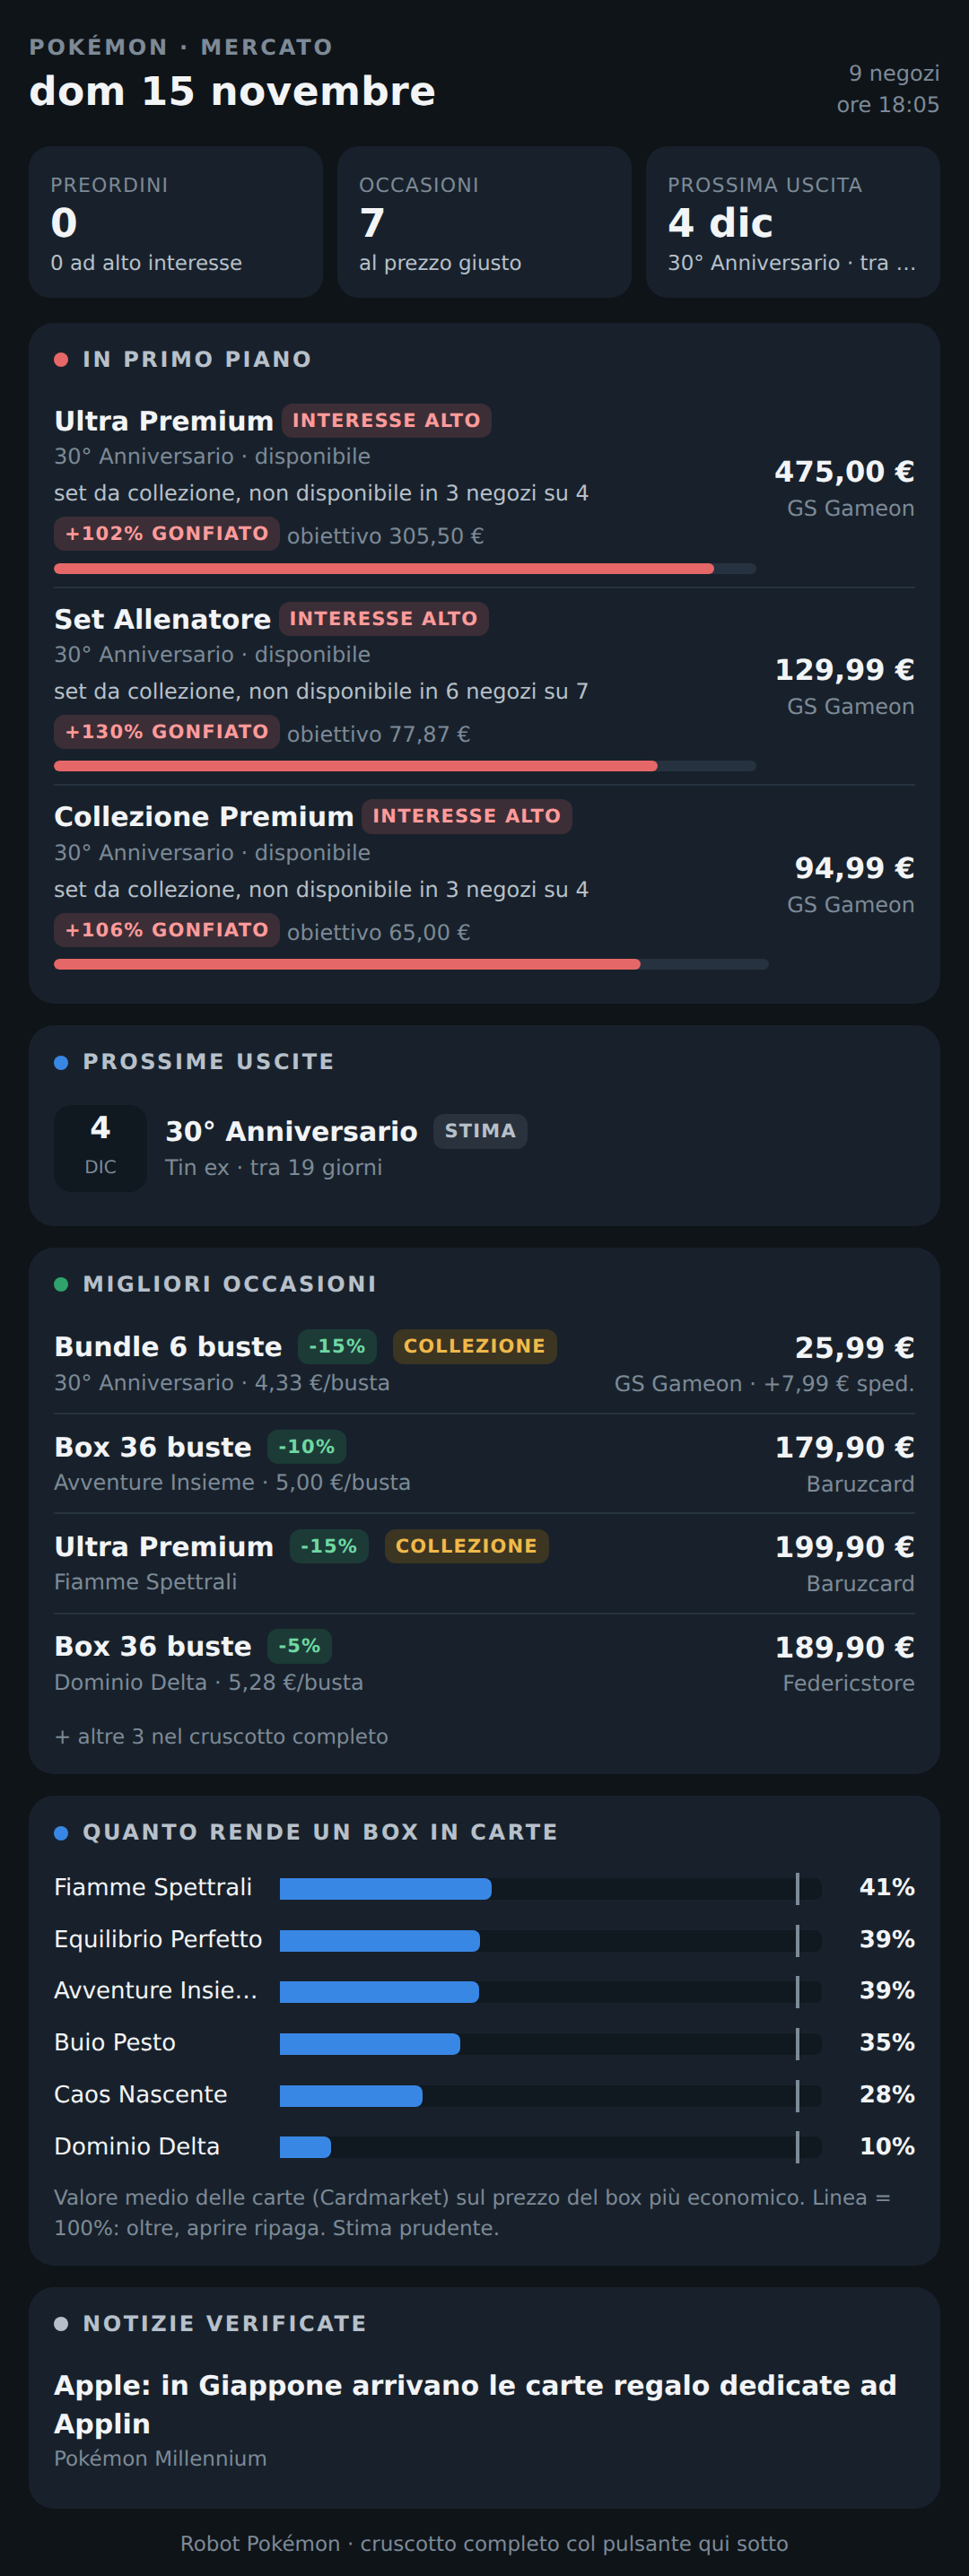 POKÉMON · MERCATO
dom 15 novembre
9 negozi
ore 18:05
PREORDINI
0
0 ad alto interesse
OCCASIONI
7
al prezzo giusto
PROSSIMA USCITA
4 dic
30° Anniversario · tra …
IN PRIMO PIANO
Ultra Premium INTERESSE ALTO
30° Anniversario · disponibile
set da collezione, non disponibile in 3 negozi su 4
+102% GONFIATO obiettivo 305,50 €
475,00 €
GS Gameon
Set Allenatore INTERESSE ALTO
30° Anniversario · disponibile
set da collezione, non disponibile in 6 negozi su 7
+130% GONFIATO obiettivo 77,87 €
129,99 €
GS Gameon
Collezione Premium INTERESSE ALTO
30° Anniversario · disponibile
set da collezione, non disponibile in 3 negozi su 4
+106% GONFIATO obiettivo 65,00 €
94,99 €
GS Gameon
PROSSIME USCITE
4
DIC
30° Anniversario STIMA
Tin ex · tra 19 giorni
MIGLIORI OCCASIONI
Bundle 6 buste -15% COLLEZIONE
30° Anniversario · 4,33 €/busta
25,99 €
GS Gameon · +7,99 € sped.
Box 36 buste -10%
Avventure Insieme · 5,00 €/busta
179,90 €
Baruzcard
Ultra Premium -15% COLLEZIONE
Fiamme Spettrali
199,90 €
Baruzcard
Box 36 buste -5%
Dominio Delta · 5,28 €/busta
189,90 €
Federicstore
+ altre 3 nel cruscotto completo
QUANTO RENDE UN BOX IN CARTE
Fiamme Spettrali 41%
Equilibrio Perfetto 39%
Avventure Insie… 39%
Buio Pesto 35%
Caos Nascente 28%
Dominio Delta 10%
Valore medio delle carte (Cardmarket) sul prezzo del box più economico. Linea =
100%: oltre, aprire ripaga. Stima prudente.
NOTIZIE VERIFICATE
Apple: in Giappone arrivano le carte regalo dedicate ad
Applin
Pokémon Millennium
Robot Pokémon · cruscotto completo col pulsante qui sotto